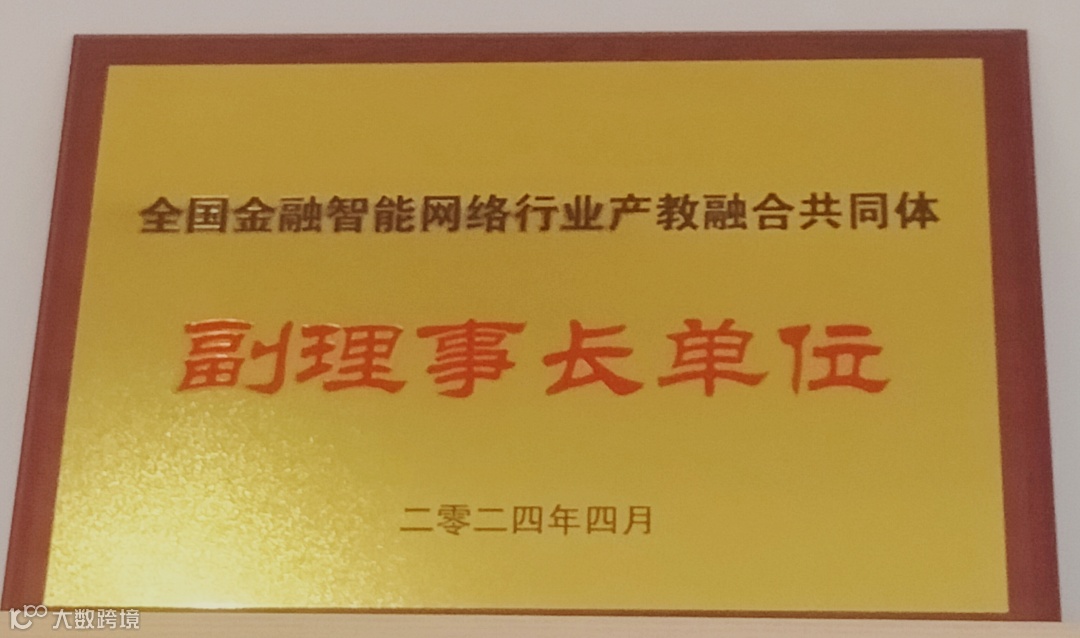 全国金融智能网络行业产教融合共同体
副理事长单位
二零二四年四月
大数跨境